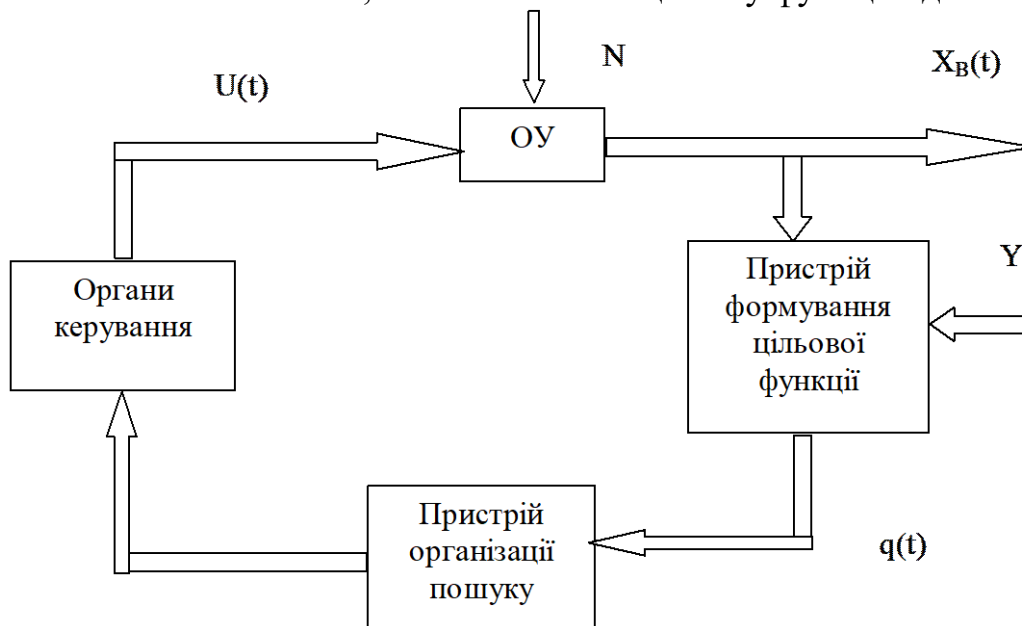 N
X_B(t)
U(t)
ОУ
Пристрій
формування
цільової
функції
Y
Органи
керування
Пристрій
організації
пошуку
q(t)